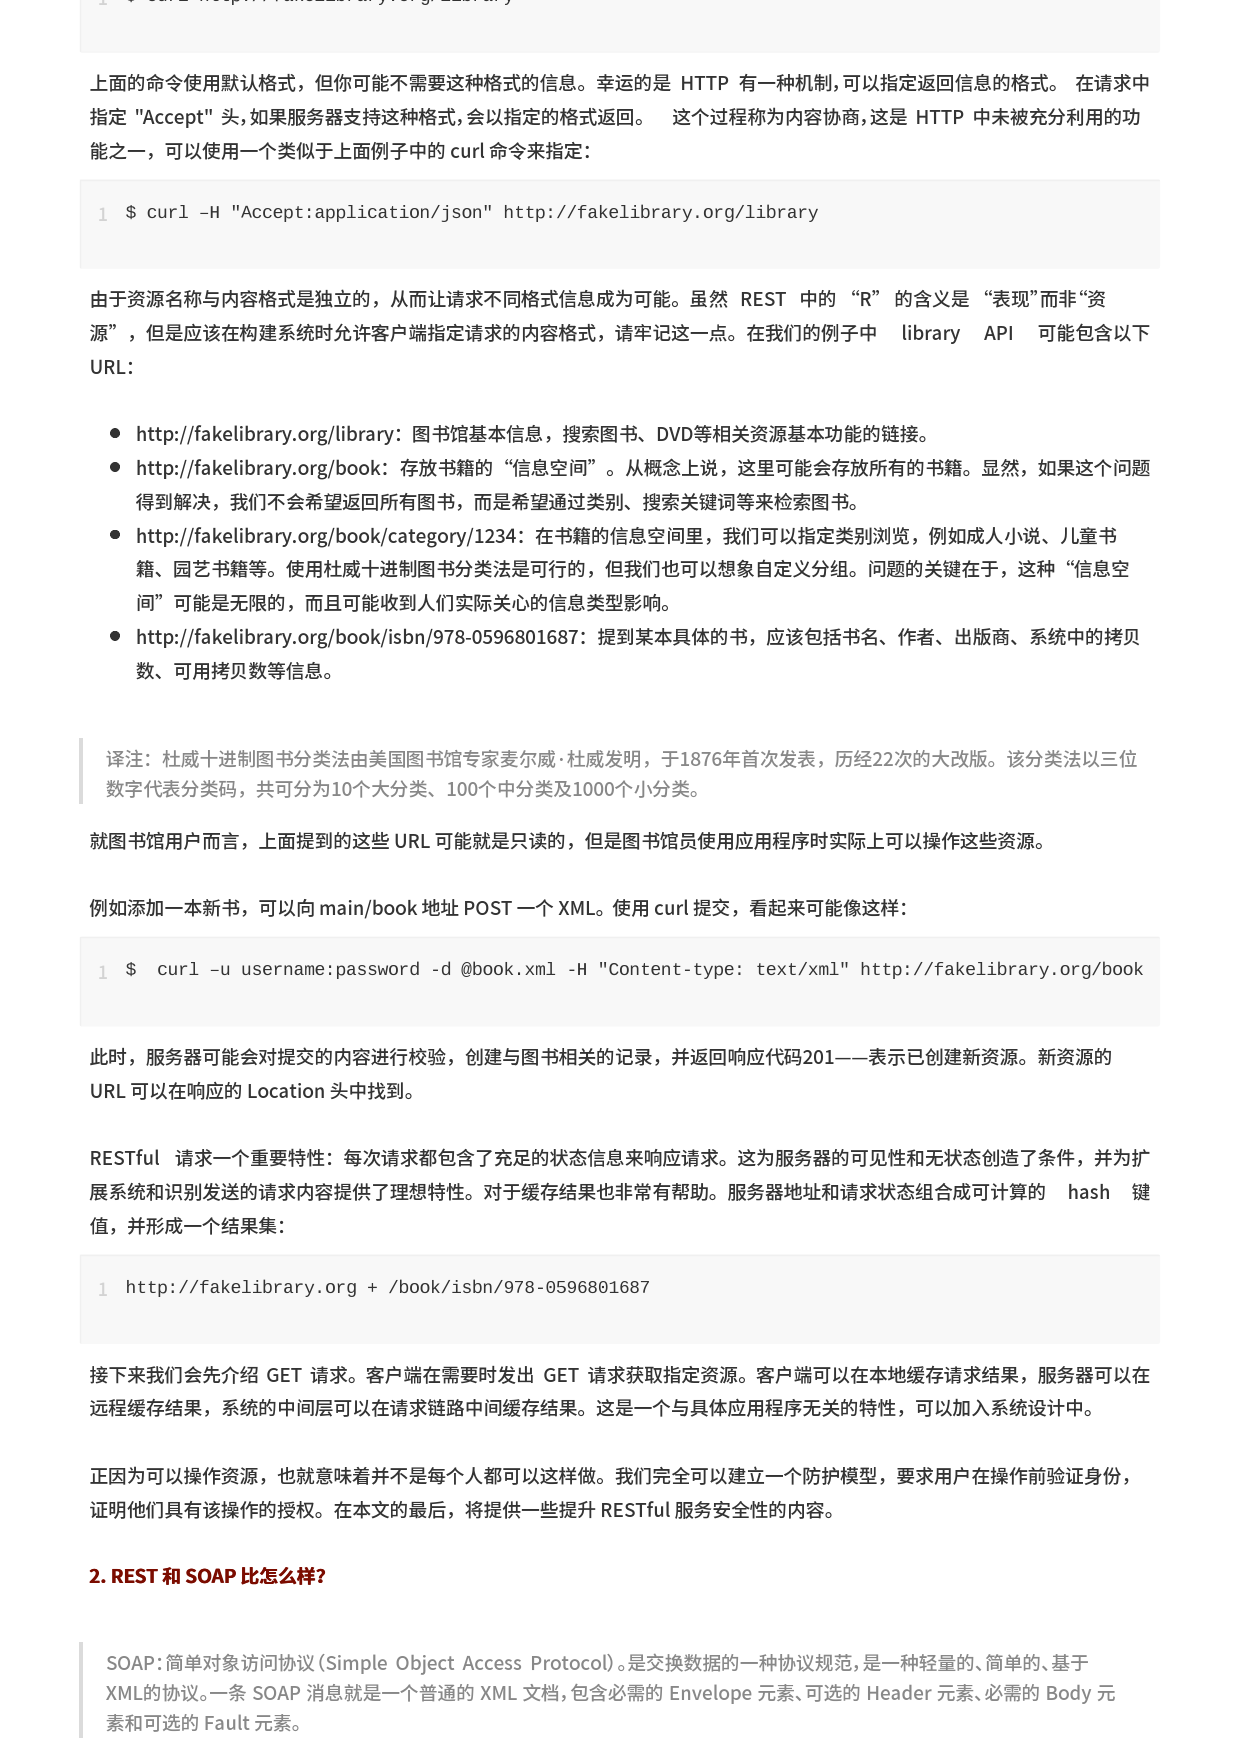 1 $ curl http://fakelibrary.org/library
上面的命令使用默认格式，但你可能不需要这种格式的信息。幸运的是 HTTP 有一种机制，可以指定返回信息的格式。 在请求中
指定 "Accept" 头，如果服务器支持这种格式，会以指定的格式返回。 这个过程称为内容协商，这是 HTTP 中未被充分利用的功
能之一，可以使用一个类似于上面例子中的 curl 命令来指定：
1 $ curl –H "Accept:application/json" http://fakelibrary.org/library
由于资源名称与内容格式是独立的，从而让请求不同格式信息成为可能。虽然 REST 中的 “R” 的含义是 “表现”而非“资
源” ，但是应该在构建系统时允许客户端指定请求的内容格式，请牢记这一点。在我们的例子中 library API 可能包含以下
URL：
● http://fakelibrary.org/library：图书馆基本信息，搜索图书、DVD等相关资源基本功能的链接。
● http://fakelibrary.org/book：存放书籍的“信息空间”。从概念上说，这里可能会存放所有的书籍。显然，如果这个问题
得到解决，我们不会希望返回所有图书，而是希望通过类别、搜索关键词等来检索图书。
● http://fakelibrary.org/book/category/1234：在书籍的信息空间里，我们可以指定类别浏览，例如成人小说、儿童书
籍、园艺书籍等。使用杜威十进制图书分类法是可行的，但我们也可以想象自定义分组。问题的关键在于，这种“信息空
间”可能是无限的，而且可能收到人们实际关心的信息类型影响。
● http://fakelibrary.org/book/isbn/978-0596801687：提到某本具体的书，应该包括书名、作者、出版商、系统中的拷贝
数、可用拷贝数等信息。
译注：杜威十进制图书分类法由美国图书馆专家麦尔威·杜威发明，于1876年首次发表，历经22次的大改版。该分类法以三位
数字代表分类码，共可分为10个大分类、100个中分类及1000个小分类。
就图书馆用户而言，上面提到的这些 URL 可能就是只读的，但是图书馆员使用应用程序时实际上可以操作这些资源。
例如添加一本新书，可以向 main/book 地址 POST 一个 XML。使用 curl 提交，看起来可能像这样：
1 $  curl –u username:password -d @book.xml -H "Content-type: text/xml" http://fakelibrary.org/book
此时，服务器可能会对提交的内容进行校验，创建与图书相关的记录，并返回响应代码201——表示已创建新资源。新资源的
URL 可以在响应的 Location 头中找到。
RESTful 请求一个重要特性：每次请求都包含了充足的状态信息来响应请求。这为服务器的可见性和无状态创造了条件，并为扩
展系统和识别发送的请求内容提供了理想特性。对于缓存结果也非常有帮助。服务器地址和请求状态组合成可计算的 hash 键
值，并形成一个结果集：
1 http://fakelibrary.org + /book/isbn/978-0596801687
接下来我们会先介绍 GET 请求。客户端在需要时发出 GET 请求获取指定资源。客户端可以在本地缓存请求结果，服务器可以在
远程缓存结果，系统的中间层可以在请求链路中间缓存结果。这是一个与具体应用程序无关的特性，可以加入系统设计中。
正因为可以操作资源，也就意味着并不是每个人都可以这样做。我们完全可以建立一个防护模型，要求用户在操作前验证身份，
证明他们具有该操作的授权。在本文的最后，将提供一些提升 RESTful 服务安全性的内容。
2. REST 和 SOAP 比怎么样?
SOAP：简单对象访问协议（Simple Object Access Protocol）。是交换数据的一种协议规范，是一种轻量的、简单的、基于
XML的协议。一条 SOAP 消息就是一个普通的 XML 文档，包含必需的 Envelope 元素、可选的 Header 元素、必需的 Body 元
素和可选的 Fault 元素。